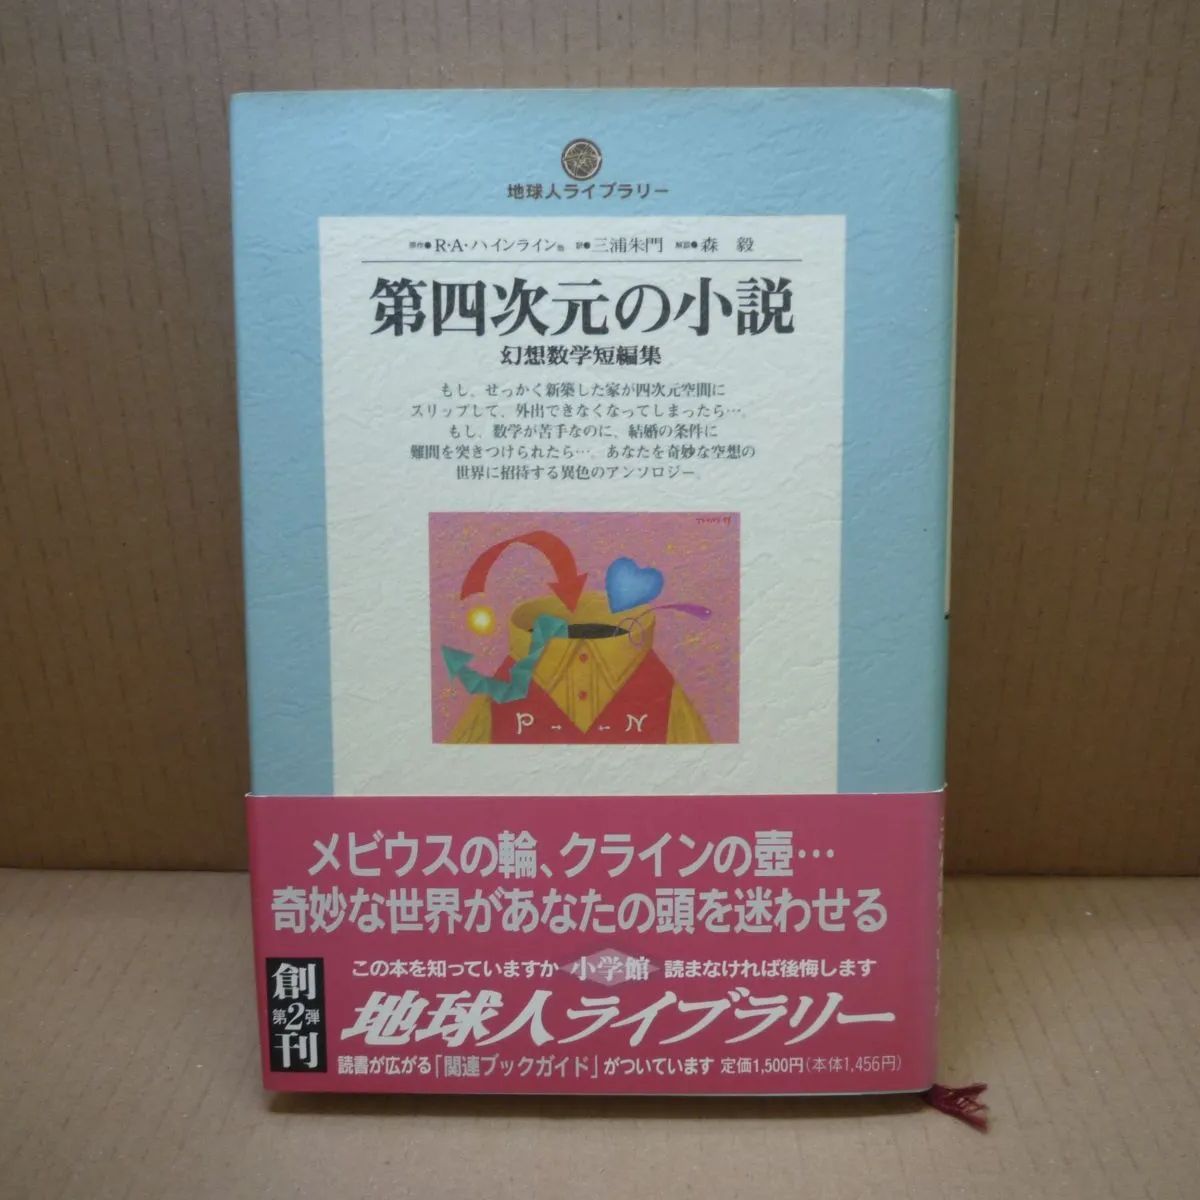 地球人ライブラリー
原作●R・A・ハインライン他 訳●三浦朱門 解説●森 毅
第四次元の小説
幻想数学短編集
もし、せっかく新築した家が四次元空間に
スリップして、外出できなくなってしまったら…。
もし、数学が苦手なのに、結婚の条件に
難問を突きつけられたら…。あなたを奇妙な空想の
世界に招待する異色のアンソロジー。
P → ← N
メビウスの輪、クラインの壺…
奇妙な世界があなたの頭を迷わせる
この本を知っていますか 小学館 読まなければ後悔します
創刊
第2弾
地球人ライブラリー
読書が広がる「関連ブックガイド」がついています 定価1,500円(本体1,456円)